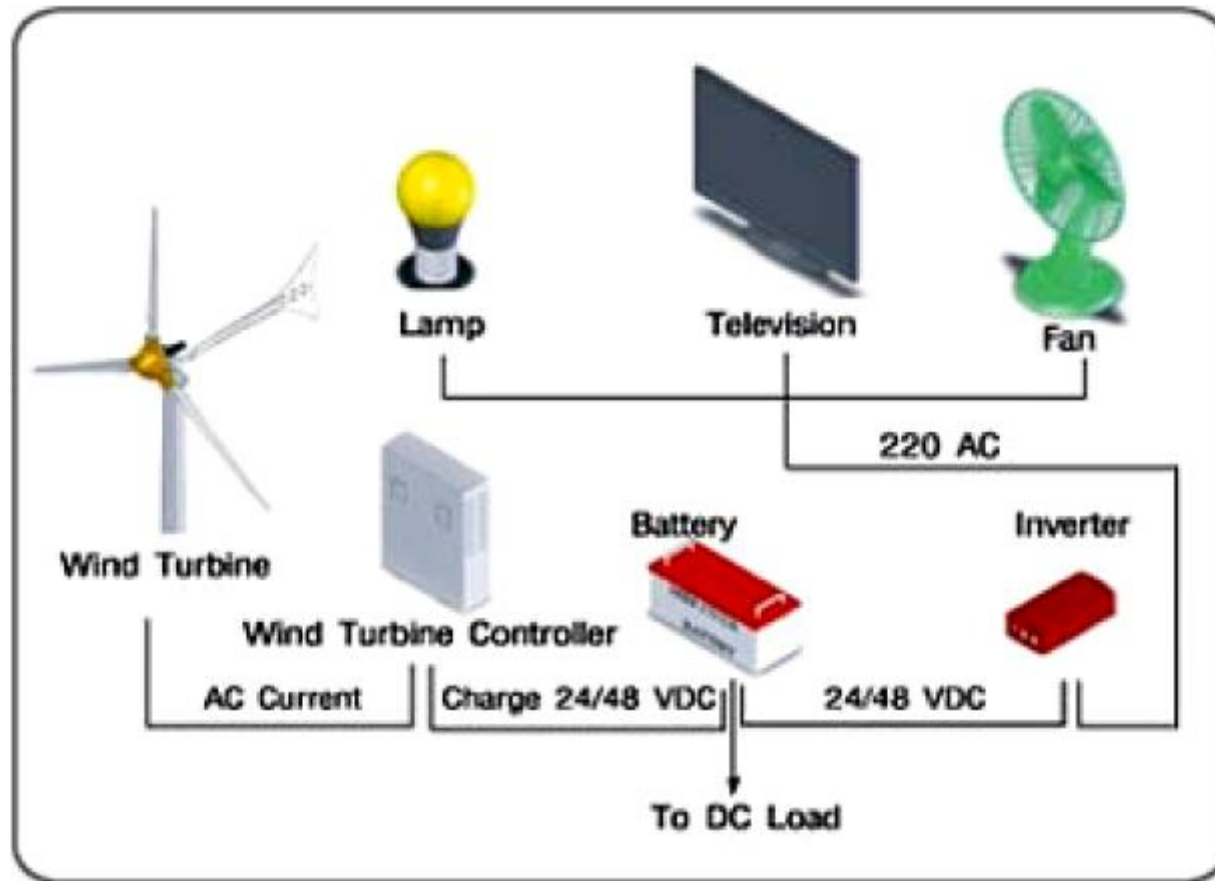 Lamp
Television
Fan
220 AC
Wind Turbine
Battery
Inverter
Wind Turbine Controller
BATTERY
AC Current
Charge 24/48 VDC
24/48 VDC
To DC Load